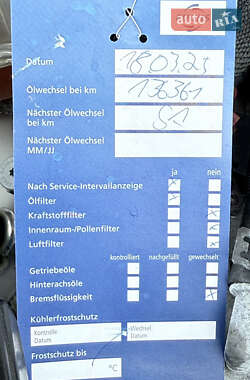 auto
RIA
Datum 18.03.25
Ölwechsel bei km 136361
Nächster Ölwechsel
bei km
Nächster Ölwechsel
MM/JJ
ja nein
Nach Service-Intervallanzeige
Ölfilter
Kraftstofffilter
Innenraum-/Pollenfilter
Luftfilter
kontrolliert nachgefüllt gewechselt
Getriebeöle
Hinterachsöle
Bremsflüssigkeit
Kühlerfrostschutz
Kontrolle Wechsel
Datum Datum
Frostschutz bis °C